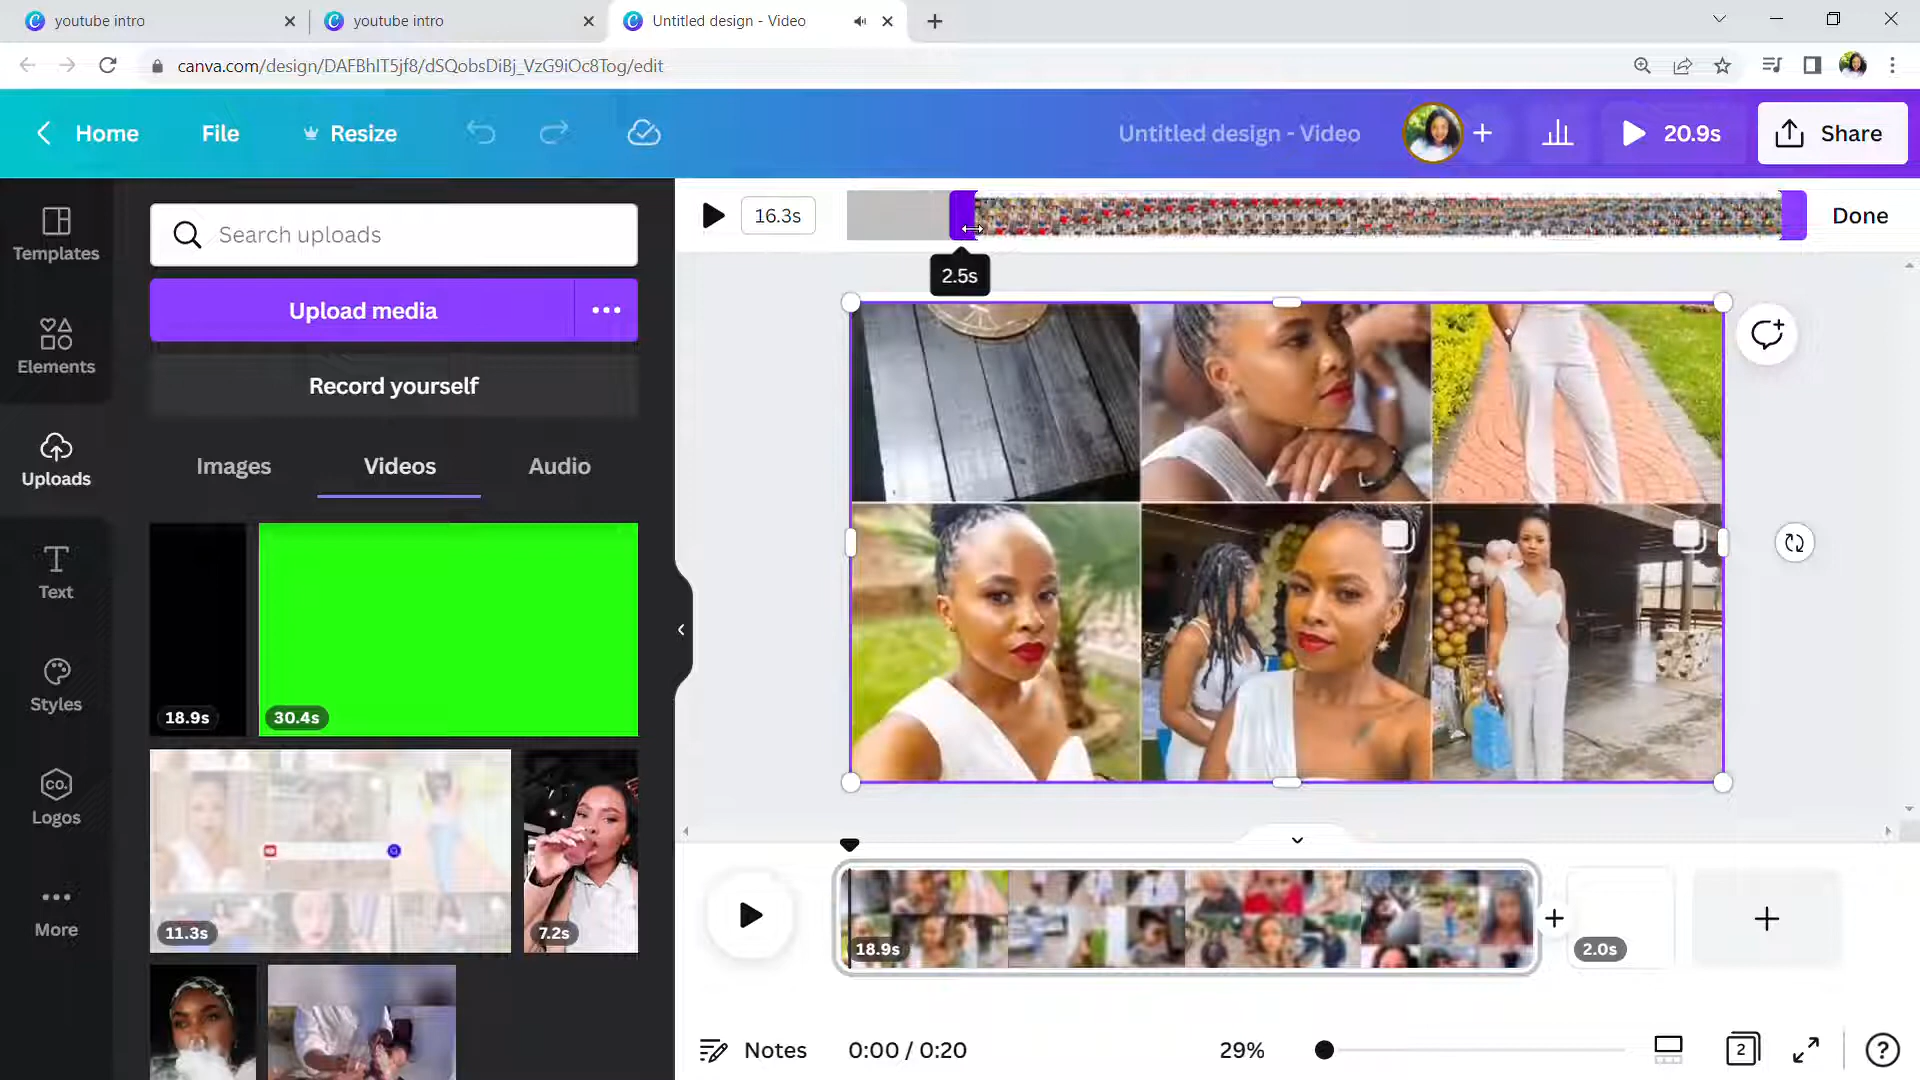 youtube intro
youtube intro
Untitled design - Video
canva.com/design/DAFBhIT5jf8/dSQobsDiBj_VzG9iOc8Tog/edit
Home
File
Resize
Untitled design - Video
20.9s
Share
Templates
Elements
Uploads
Text
Styles
CO.
Logos
More
Search uploads
Upload media
Record yourself
Images
Videos
Audio
18.9s
30.4s
11.3s
7.2s
16.3s
Done
2.5s
18.9s
2.0s
Notes
0:00 / 0:20
29%
2